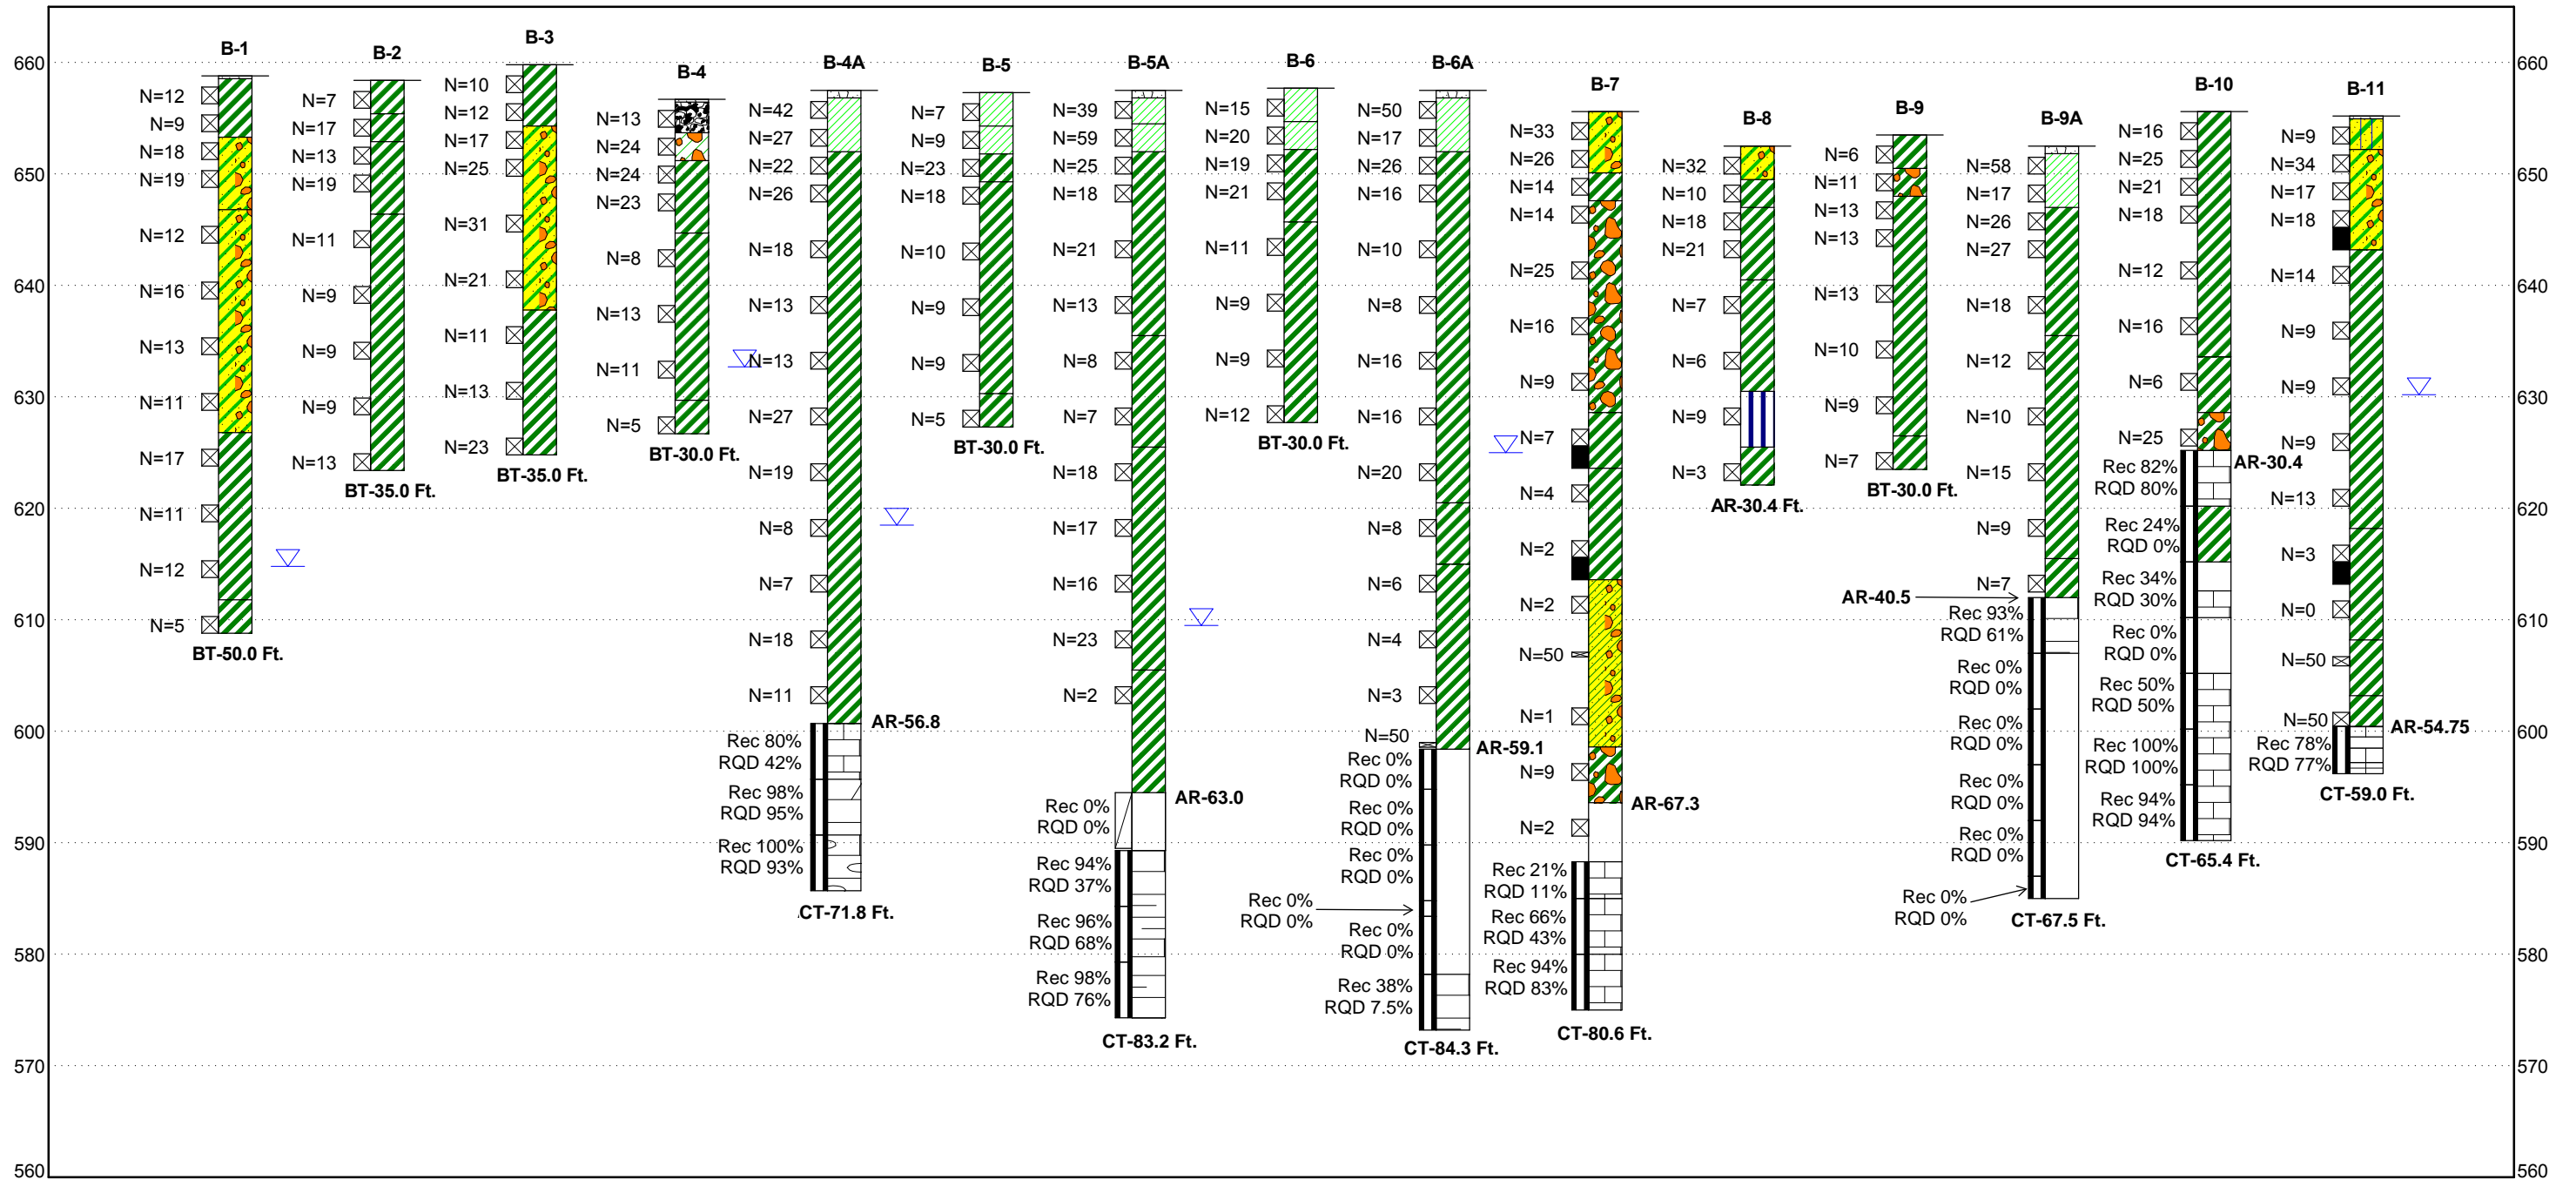 B-1
N=12
N=9
N=18
N=19
N=12
N=16
N=13
N=11
N=17
N=11
N=12
N=5
BT-50.0 Ft.
B-2
N=7
N=17
N=13
N=19
N=11
N=9
N=9
N=9
N=13
BT-35.0 Ft.
B-3
N=10
N=12
N=17
N=25
N=31
N=21
N=11
N=13
N=23
BT-35.0 Ft.
B-4
N=13
N=24
N=24
N=23
N=8
N=13
N=11
N=5
BT-30.0 Ft.
B-4A
N=42
N=27
N=22
N=26
N=18
N=13
N=13
N=27
N=19
N=8
N=7
N=18
N=11
AR-56.8
Rec 80%
RQD 42%
Rec 98%
RQD 95%
Rec 100%
RQD 93%
.CT-71.8 Ft.
B-5
N=7
N=9
N=23
N=18
N=10
N=9
N=9
N=5
BT-30.0 Ft.
B-5A
N=39
N=59
N=25
N=18
N=21
N=13
N=8
N=7
N=18
N=17
N=16
N=23
N=2
AR-63.0
Rec 0%
RQD 0%
Rec 94%
RQD 37%
Rec 96%
RQD 68%
Rec 98%
RQD 76%
CT-83.2 Ft.
B-6
N=15
N=20
N=19
N=21
N=11
N=9
N=9
N=12
BT-30.0 Ft.
B-6A
N=50
N=17
N=26
N=16
N=10
N=8
N=16
N=16
N=20
N=8
N=6
N=4
N=3
N=50
AR-59.1
Rec 0%
RQD 0%
Rec 0%
RQD 0%
Rec 0%
RQD 0%
Rec 0%
RQD 0%
Rec 0%
RQD 0%
Rec 38%
RQD 7.5%
CT-84.3 Ft.
B-7
N=33
N=26
N=14
N=14
N=25
N=16
N=9
N=7
N=4
N=2
N=2
N=50
N=1
N=9
AR-67.3
N=2
Rec 21%
RQD 11%
Rec 66%
RQD 43%
Rec 94%
RQD 83%
CT-80.6 Ft.
B-8
N=32
N=10
N=18
N=21
N=7
N=6
N=9
N=3
AR-30.4 Ft.
B-9
N=6
N=11
N=13
N=13
N=13
N=10
N=9
N=7
BT-30.0 Ft.
B-9A
N=58
N=17
N=26
N=27
N=18
N=12
N=10
N=15
N=9
N=7
AR-40.5
Rec 93%
RQD 61%
Rec 0%
RQD 0%
Rec 0%
RQD 0%
Rec 0%
RQD 0%
Rec 0%
RQD 0%
Rec 0%
RQD 0%
CT-67.5 Ft.
B-10
N=16
N=25
N=21
N=18
N=12
N=16
N=6
N=25
AR-30.4
Rec 82%
RQD 80%
Rec 24%
RQD 0%
Rec 34%
RQD 30%
Rec 0%
RQD 0%
Rec 50%
RQD 50%
Rec 100%
RQD 100%
Rec 94%
RQD 94%
CT-65.4 Ft.
B-11
N=9
N=34
N=17
N=18
N=14
N=9
N=9
N=9
N=13
N=3
N=0
N=50
N=50
AR-54.75
Rec 78%
RQD 77%
CT-59.0 Ft.
660
650
640
630
620
610
600
590
580
570
560
660
650
640
630
620
610
600
590
580
570
560